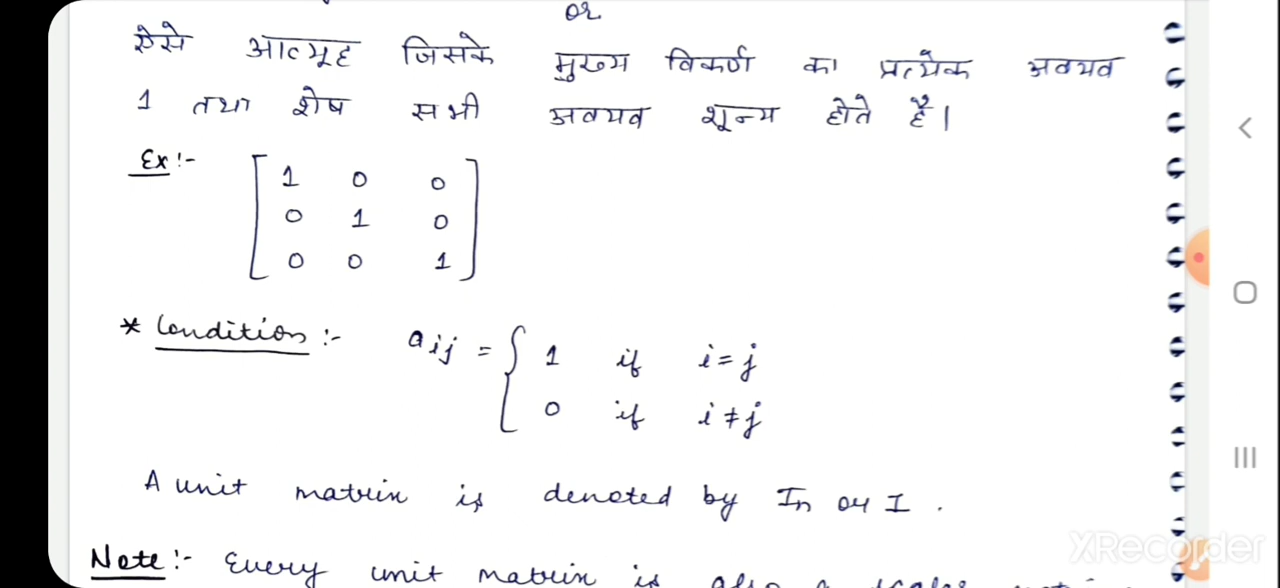 or
ऐसे आव्यूह जिसके मुख्य विकर्ण का प्रत्येक अवयव
1 तथा शेष सभी अवयव शून्य होते है।
Ex:-
1 0 0
0 1 0
0 0 1
* Condition :- aij = { 1 if i = j
0 if i ≠ j
A unit matrix is denoted by In or I .
Note :- Every unit matrix is also a
XRecorder